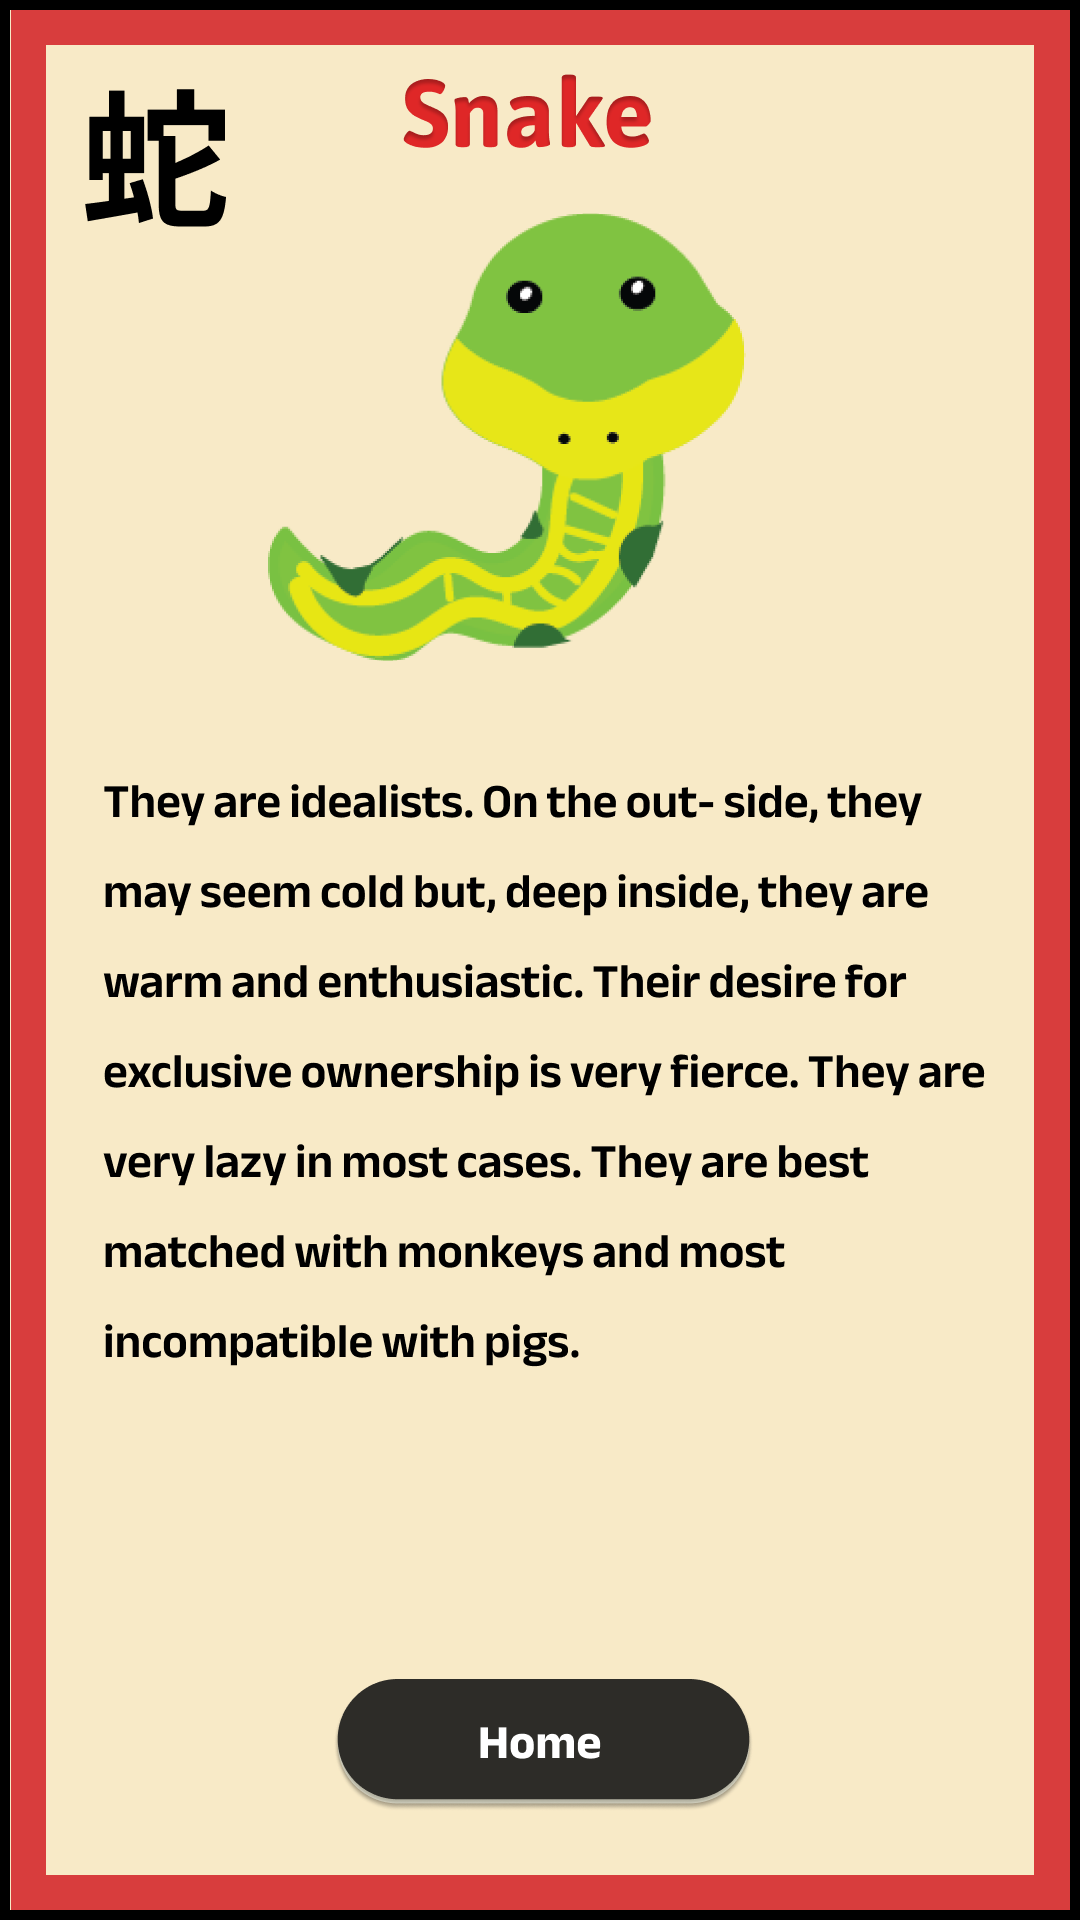 蛇
Snake
They are idealists. On the out- side, they
may seem cold but, deep inside, they are
warm and enthusiastic. Their desire for
exclusive ownership is very fierce. They are
very lazy in most cases. They are best
matched with monkeys and most
incompatible with pigs.
Home